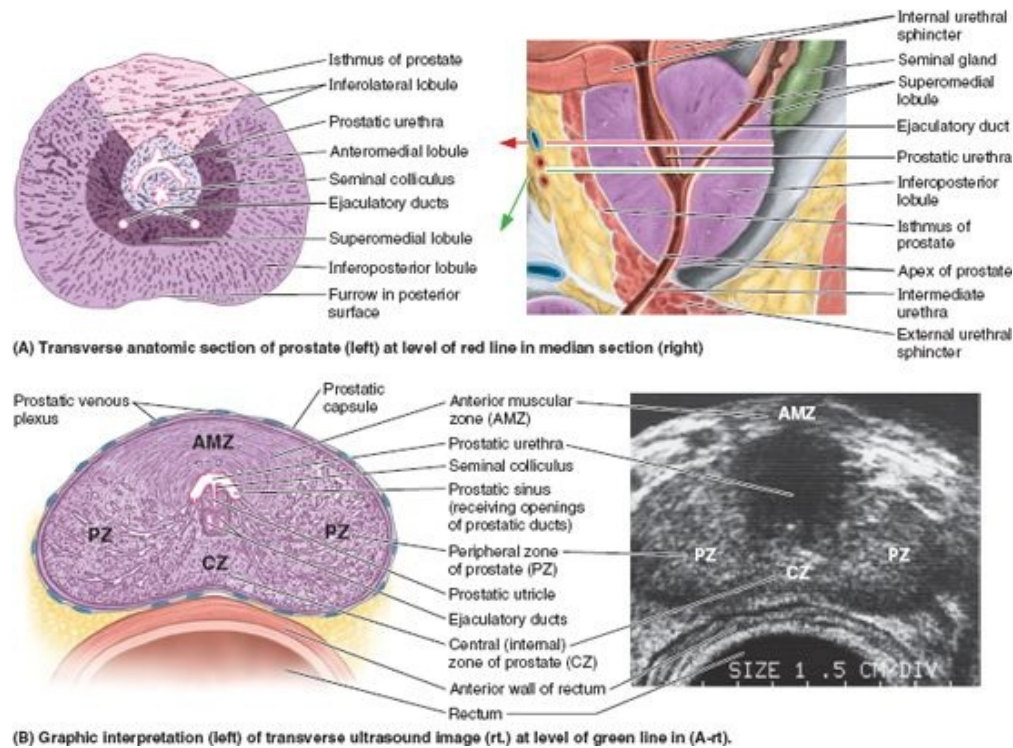 Isthmus of prostate
Inferolateral lobule
Prostatic urethra
Anteromedial lobule
Seminal colliculus
Ejaculatory ducts
Superomedial lobule
Inferoposterior lobule
Furrow in posterior
surface
Internal urethral
sphincter
Seminal gland
Superomedial
lobule
Ejaculatory duct
Prostatic urethra
Inferoposterior
lobule
Isthmus of
prostate
Apex of prostate
Intermediate
urethra
External urethral
sphincter
(A) Transverse anatomic section of prostate (left) at level of red line in median section (right)
Prostatic venous
plexus
Prostatic
capsule
AMZ
PZ
PZ
CZ
Anterior muscular
zone (AMZ)
Prostatic urethra
Seminal colliculus
Prostatic sinus
(receiving openings
of prostatic ducts)
Peripheral zone
of prostate (PZ)
Prostatic utricle
Ejaculatory ducts
Central (internal)
zone of prostate (CZ)
Anterior wall of rectum
Rectum
AMZ
PZ
PZ
CZ
SIZE 1 .5 CM/DIV
(B) Graphic interpretation (left) of transverse ultrasound image (rt.) at level of green line in (A-rt).